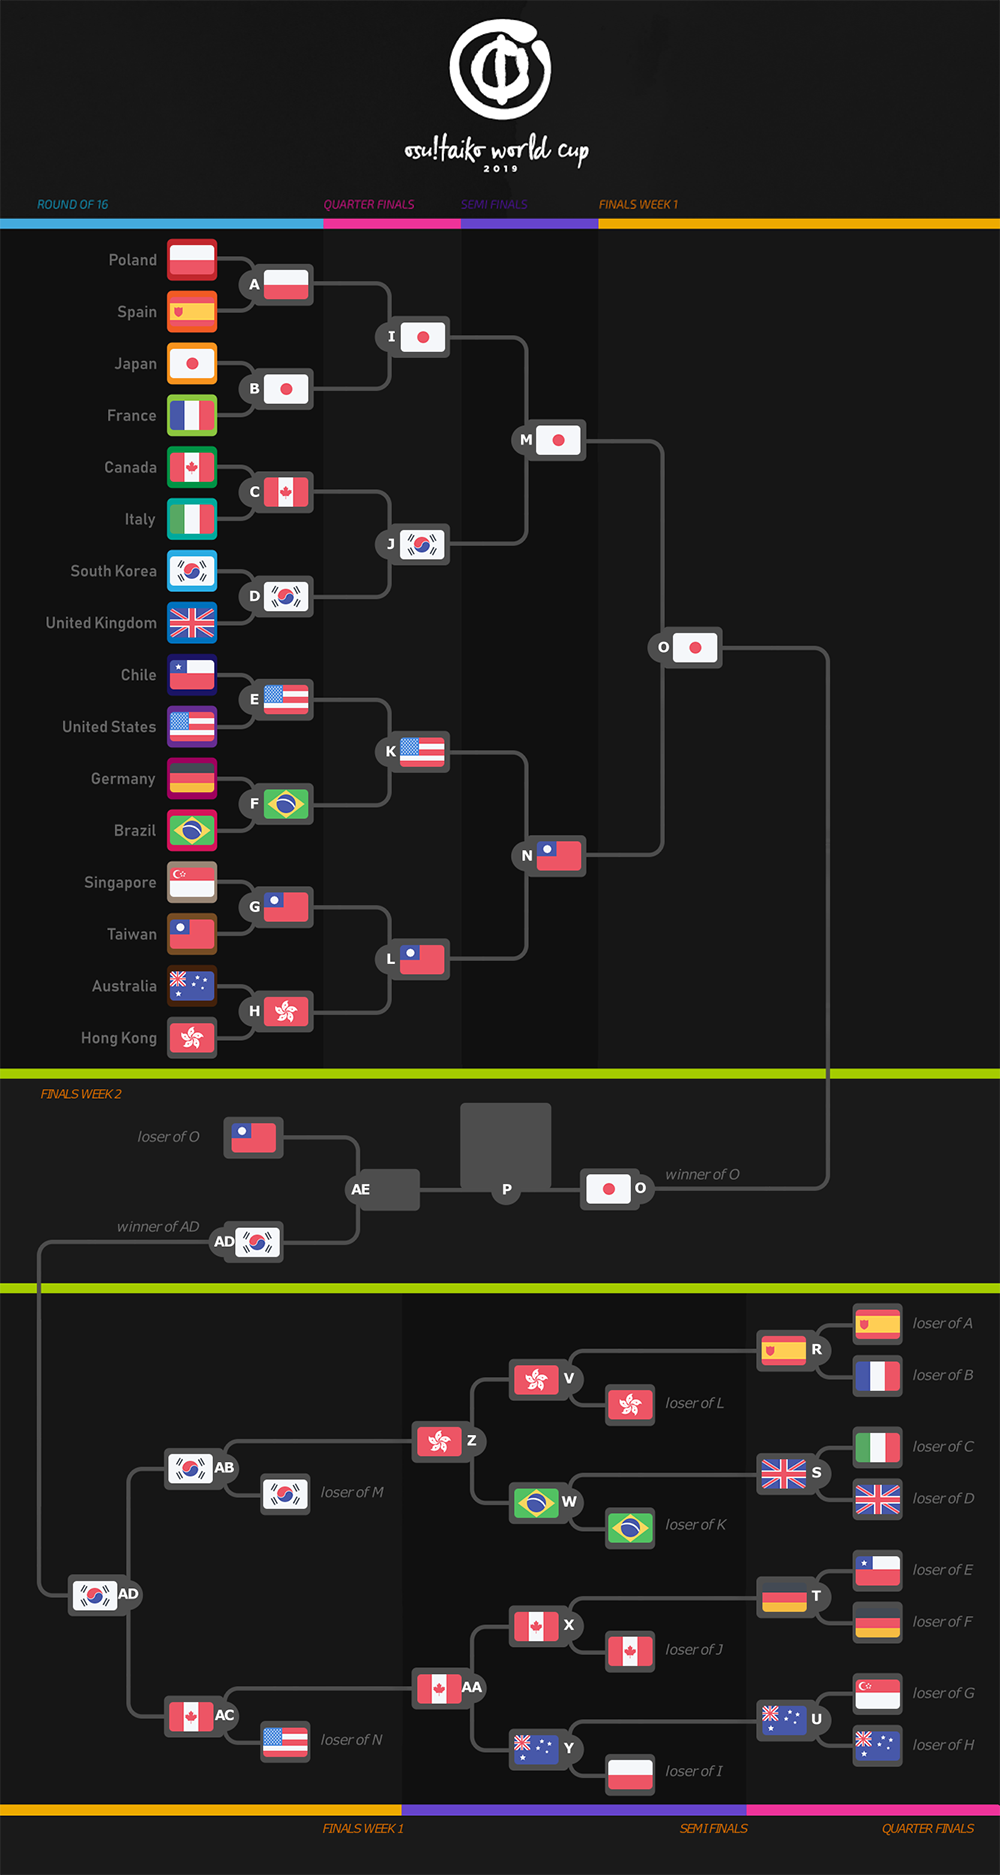 osu!taiko world cup
2019
ROUND OF 16
QUARTER FINALS
SEMI FINALS
FINALS WEEK 1
Poland
A
Spain
I
Japan
B
France
M
Canada
C
Italy
J
South Korea
D
United Kingdom
O
Chile
E
United States
K
Germany
F
Brazil
N
Singapore
G
Taiwan
L
Australia
H
Hong Kong
FINALS WEEK 2
loser of O
winner of O
AE
P
O
winner of AD
AD
loser of A
R
loser of B
V
loser of L
Z
loser of C
AB
S
loser of M
loser of D
W
loser of K
loser of E
AD
T
loser of F
X
loser of J
AA
loser of G
AC
U
loser of N
loser of H
Y
loser of I
FINALS WEEK 1
SEMI FINALS
QUARTER FINALS